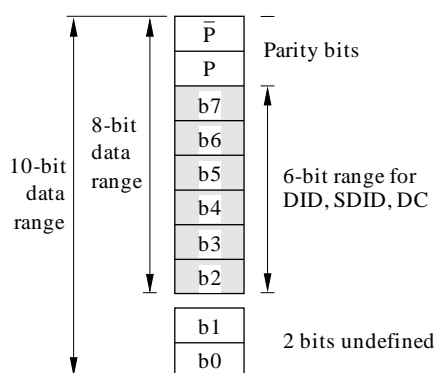 P̅
P
Parity bits
b7
b6
b5
b4
b3
b2
8-bit
data
range
10-bit
data
range
6-bit range for
DID, SDID, DC
b1
b0
2 bits undefined